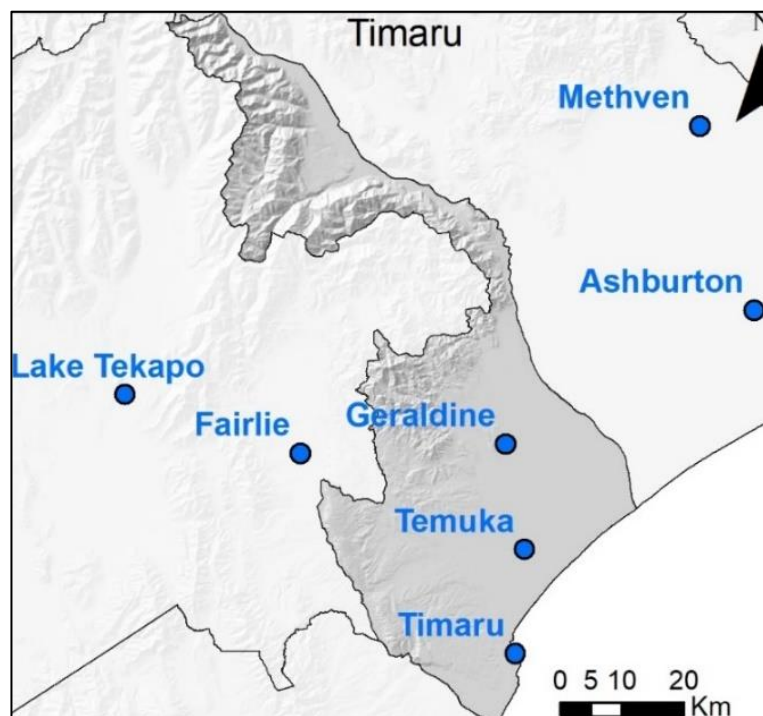 Timaru
N
Methven
Ashburton
Lake Tekapo
Fairlie
Geraldine
Temuka
Timaru
0 5 10 20
Km